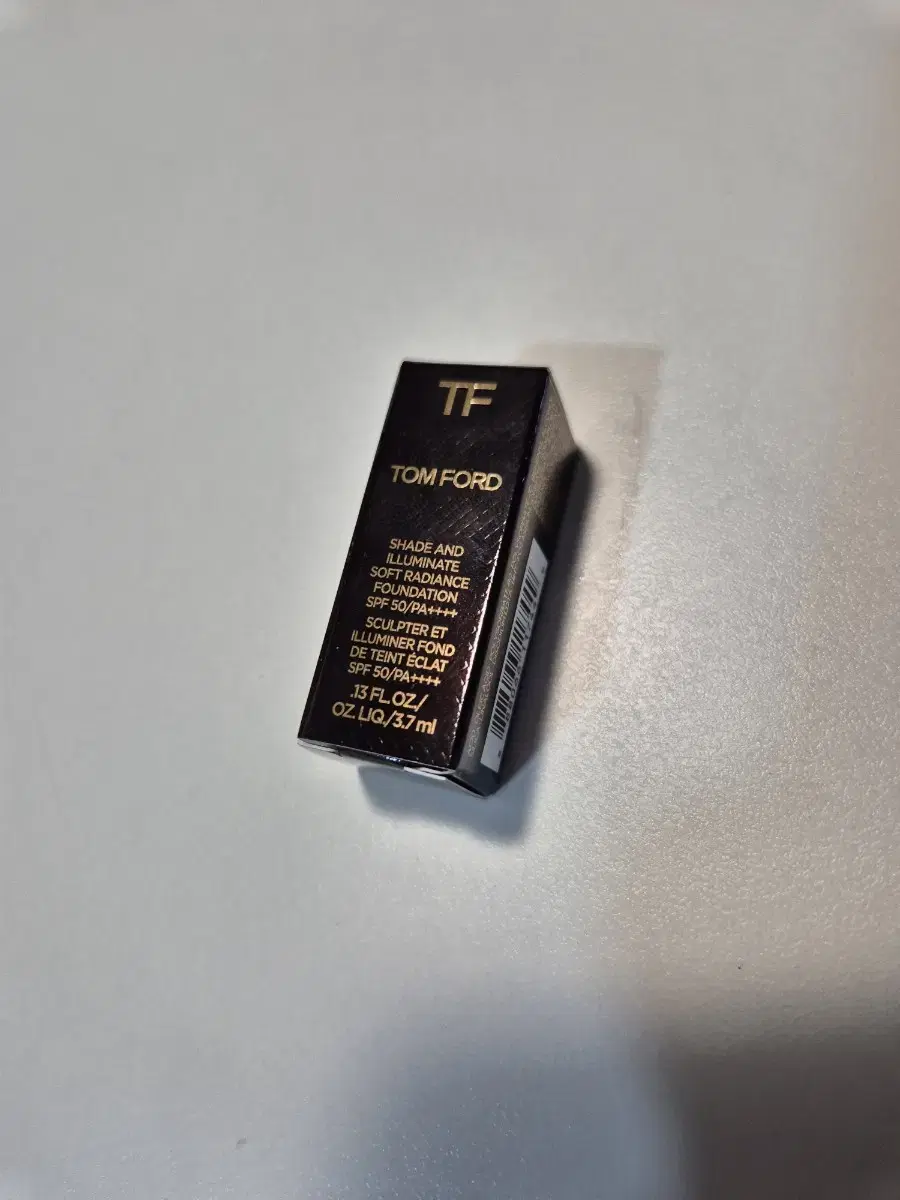 TF
TOM FORD
SHADE AND
ILLUMINATE
SOFT RADIANCE
FOUNDATION
SPF 50/PA++++
SCULPTER ET
ILLUMINER FOND
DE TEINT ÉCLAT
SPF 50/PA++++
.13 FL.OZ./
OZ. LIQ./3.7 ml